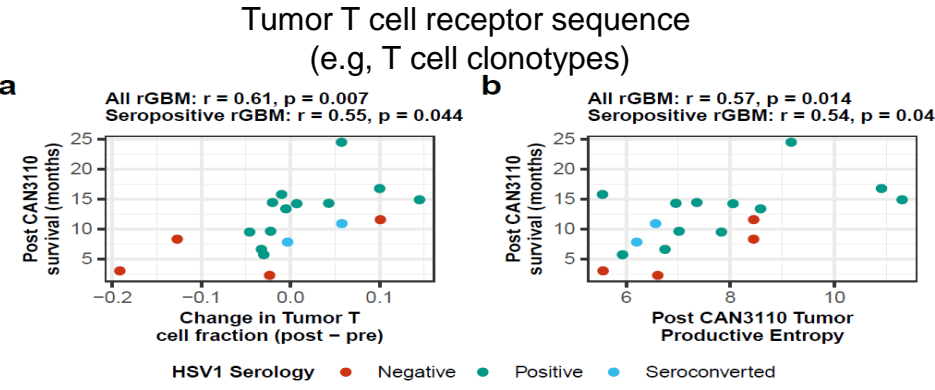 Tumor T cell receptor sequence
(e.g, T cell clonotypes)
a
All rGBM: r = 0.61, p = 0.007
Seropositive rGBM: r = 0.55, p = 0.044
Post CAN3110
survival (months)
25
20
15
10
5
−0.2
−0.1
0.0
0.1
Change in Tumor T
cell fraction (post − pre)
b
All rGBM: r = 0.57, p = 0.014
Seropositive rGBM: r = 0.54, p = 0.04
Post CAN3110
survival (months)
25
20
15
10
5
6
8
10
Post CAN3110 Tumor
Productive Entropy
HSV1 Serology Negative Positive Seroconverted